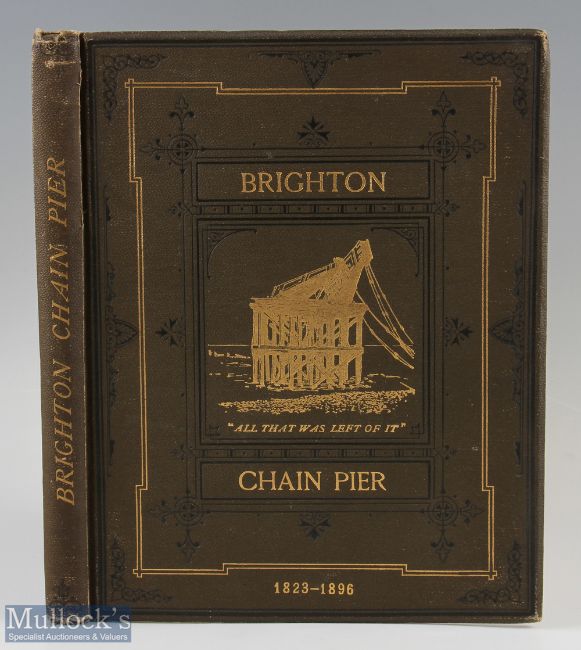 BRIGHTON CHAIN PIER
BRIGHTON
"ALL THAT WAS LEFT OF IT"
CHAIN PIER
1823–1896
Mullock's
Specialist Auctioneers & Valuers